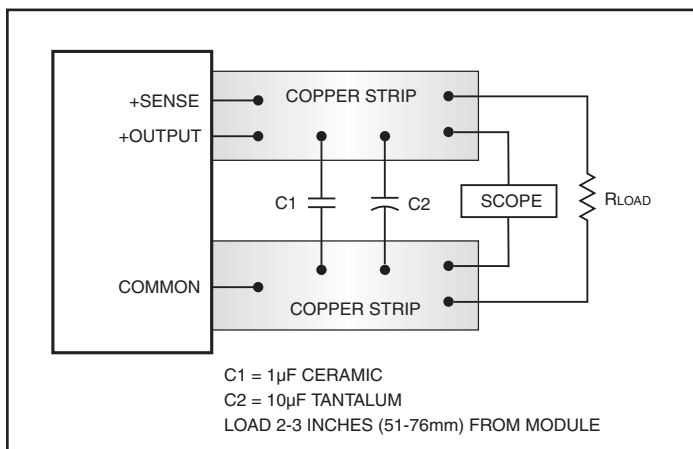 +SENSE
COPPER STRIP
+OUTPUT
C1
C2
SCOPE
RLOAD
COMMON
COPPER STRIP
C1 = 1µF CERAMIC
C2 = 10µF TANTALUM
LOAD 2-3 INCHES (51-76mm) FROM MODULE